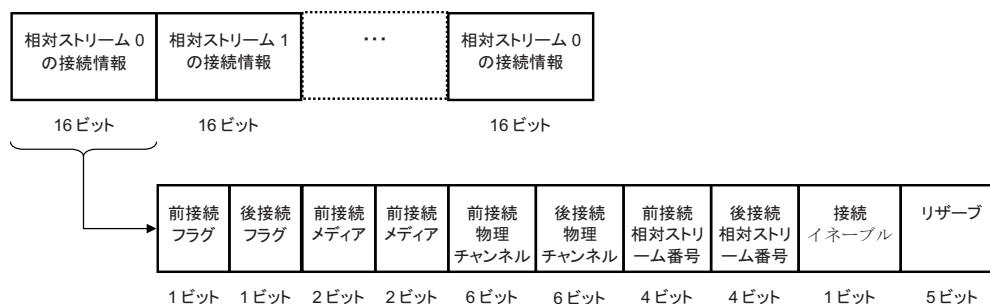 相対ストリーム 0
の接続情報
相対ストリーム 1
の接続情報
…
相対ストリーム 0
の接続情報
16 ビット
16 ビット
16 ビット
前接続
フラグ
後接続
フラグ
前接続
メディア
前接続
メディア
前接続
物理
チャンネル
後接続
物理
チャンネル
前接続
相対ストリ
ーム番号
後接続
相対ストリ
ーム番号
接続
イネーブル
リザーブ
1 ビット
1 ビット
2 ビット
2 ビット
6 ビット
6 ビット
4 ビット
4 ビット
1 ビット
5 ビット